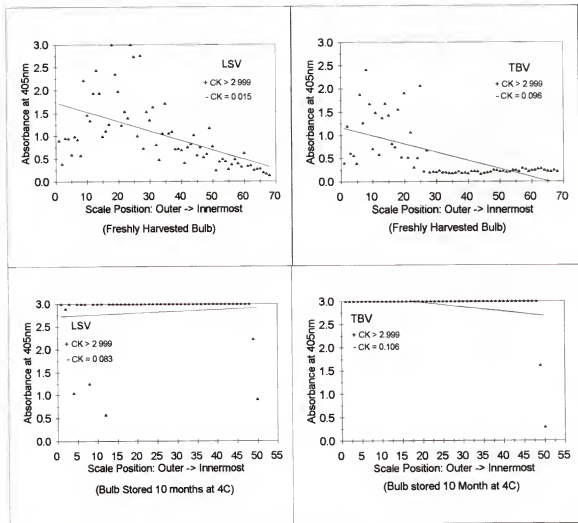 3.0
2.5
2.0
1.5
1.0
0.5
0.0
Absorbance at 405nm
LSV
+ CK > 2 999
- CK = 0.015
0 10 20 30 40 50 60 70
Scale Position: Outer -> Innermost
(Freshly Harvested Bulb)
3.0
2.5
2.0
1.5
1.0
0.5
0.0
Absorbance at 405nm
TBV
+ CK > 2.999
- CK = 0.096
0 10 20 30 40 50 60 70
Scale Position: Outer -> Innermost
(Freshly Harvested Bulb)
3.0
2.5
2.0
1.5
1.0
0.5
0.0
Absorbance at 405nm
LSV
+ CK > 2 999
- CK = 0.083
0 5 10 15 20 25 30 35 40 45 50 55
Scale Position: Outer -> Innermost
(Bulb Stored 10 months at 4C)
3.0
2.5
2.0
1.5
1.0
0.5
0.0
Absorbance at 405nm
TBV
+ CK > 2.999
- CK = 0.106
0 5 10 15 20 25 30 35 40 45 50 55
Scale Position: Outer -> Innermost
(Bulb stored 10 Month at 4C)